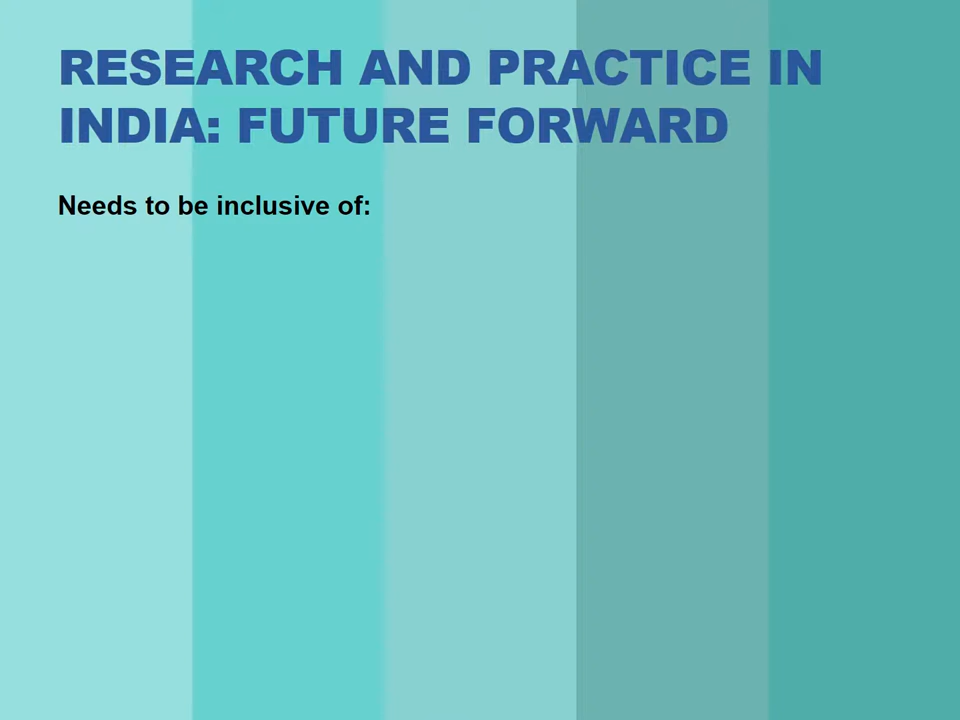 RESEARCH AND PRACTICE IN
INDIA: FUTURE FORWARD
Needs to be inclusive of: